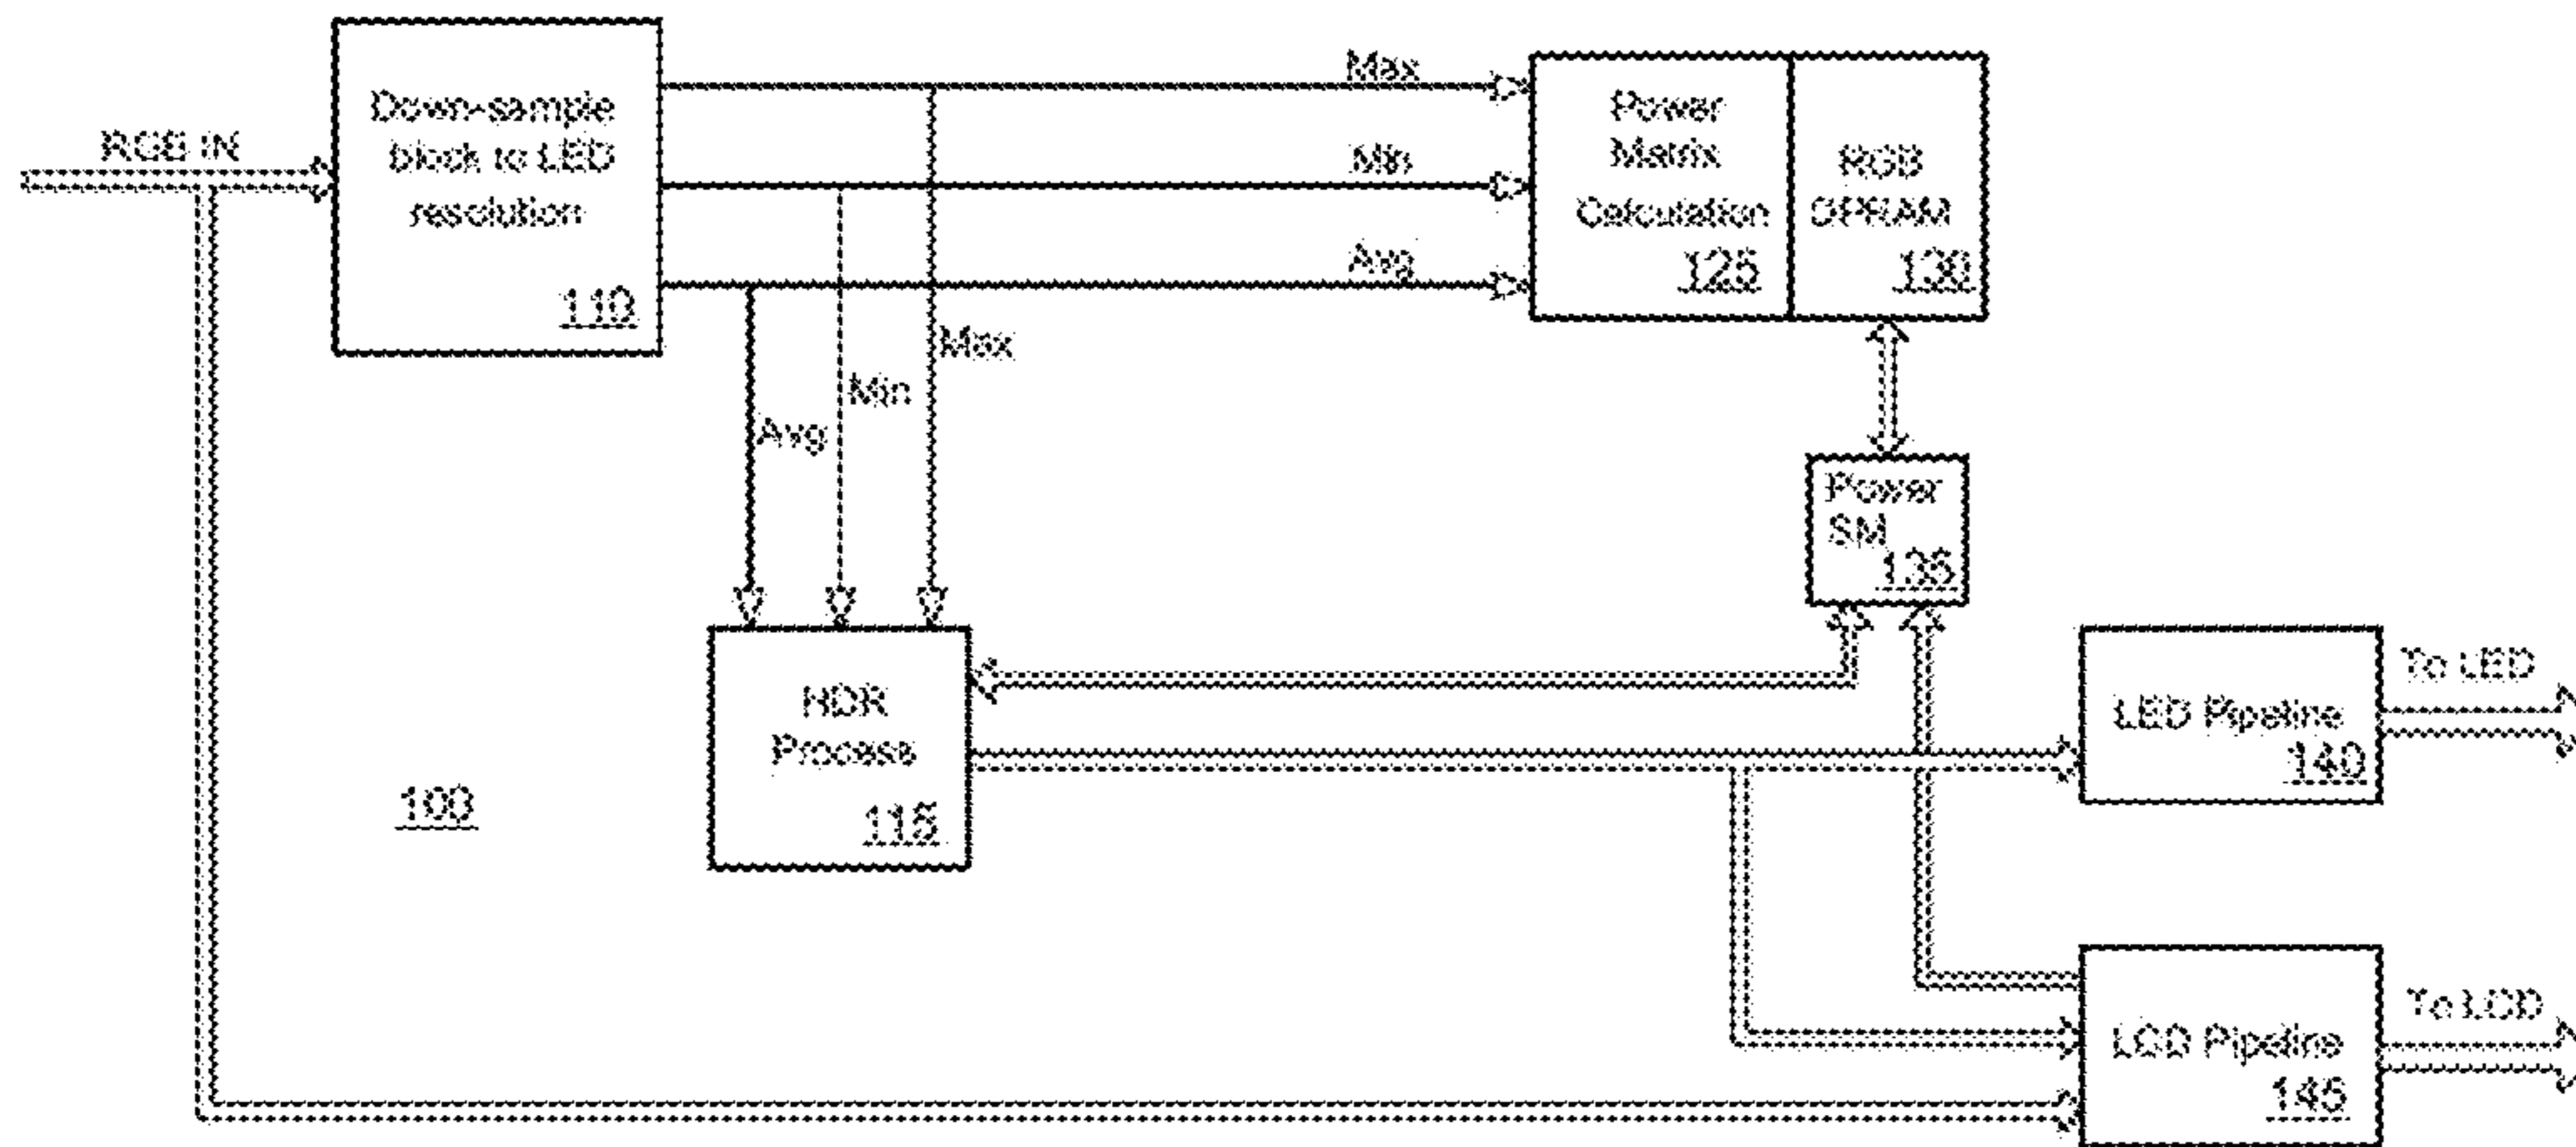 RGB IN
Down-sample
block to LED
resolution
110
Max
Min
Avg
Power
Matrix
Calculation
125
RGB
DPRAM
130
Max
Min
Avg
Power
SM
135
HDR
Process
115
100
LED Pipeline
140
To LED
LCD Pipeline
145
To LCD